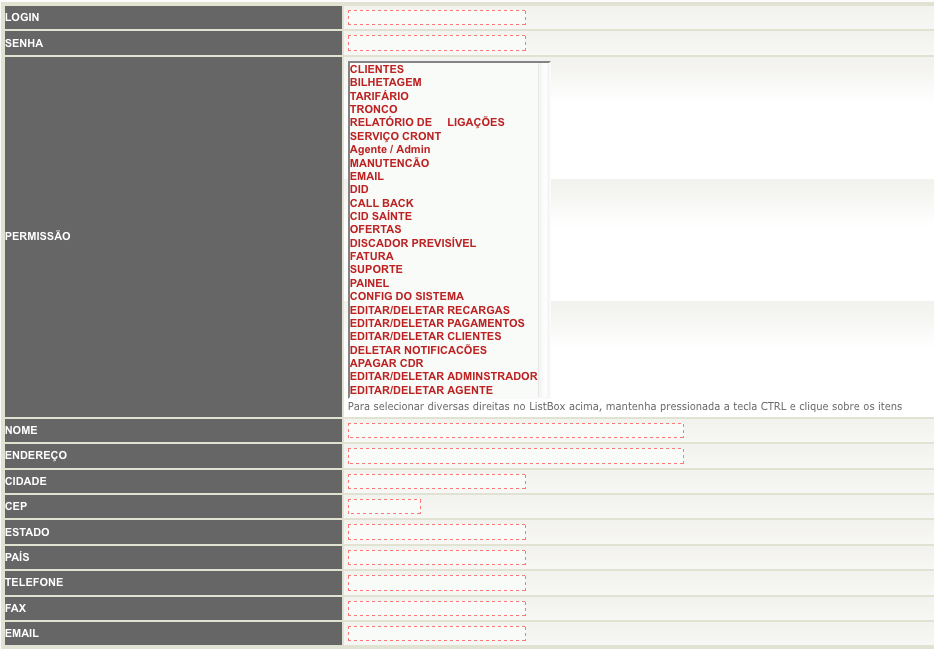 LOGIN
SENHA
PERMISSÃO
CLIENTES
BILHETAGEM
TARIFÁRIO
TRONCO
RELATÓRIO DE LIGAÇÕES
SERVIÇO CRONT
Agente / Admin
MANUTENCÃO
EMAIL
DID
CALL BACK
CID SAÍNTE
OFERTAS
DISCADOR PREVISÍVEL
FATURA
SUPORTE
PAINEL
CONFIG DO SISTEMA
EDITAR/DELETAR RECARGAS
EDITAR/DELETAR PAGAMENTOS
EDITAR/DELETAR CLIENTES
DELETAR NOTIFICACÕES
APAGAR CDR
EDITAR/DELETAR ADMINSTRADOR
EDITAR/DELETAR AGENTE
Para selecionar diversas direitas no ListBox acima, mantenha pressionada a tecla CTRL e clique sobre os itens
NOME
ENDEREÇO
CIDADE
CEP
ESTADO
PAÍS
TELEFONE
FAX
EMAIL